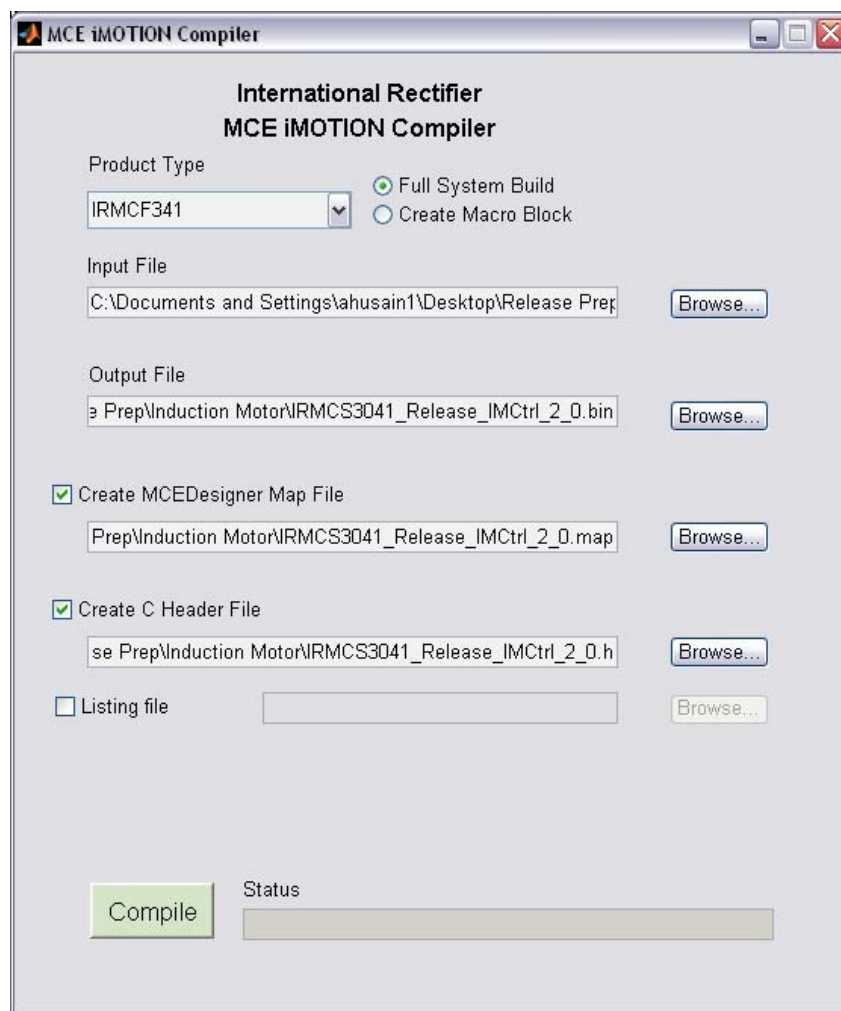 MCE iMOTION Compiler
International Rectifier
MCE iMOTION Compiler
Product Type
IRMCF341
Full System Build
Create Macro Block
Input File
C:\Documents and Settings\ahusain1\Desktop\Release Prep
Browse...
Output File
e Prep\Induction Motor\IRMCS3041_Release_IMCtrl_2_0.bin
Browse...
Create MCEDesigner Map File
Prep\Induction Motor\IRMCS3041_Release_IMCtrl_2_0.map
Browse...
Create C Header File
se Prep\Induction Motor\IRMCS3041_Release_IMCtrl_2_0.h
Browse...
Listing file
Browse...
Compile
Status